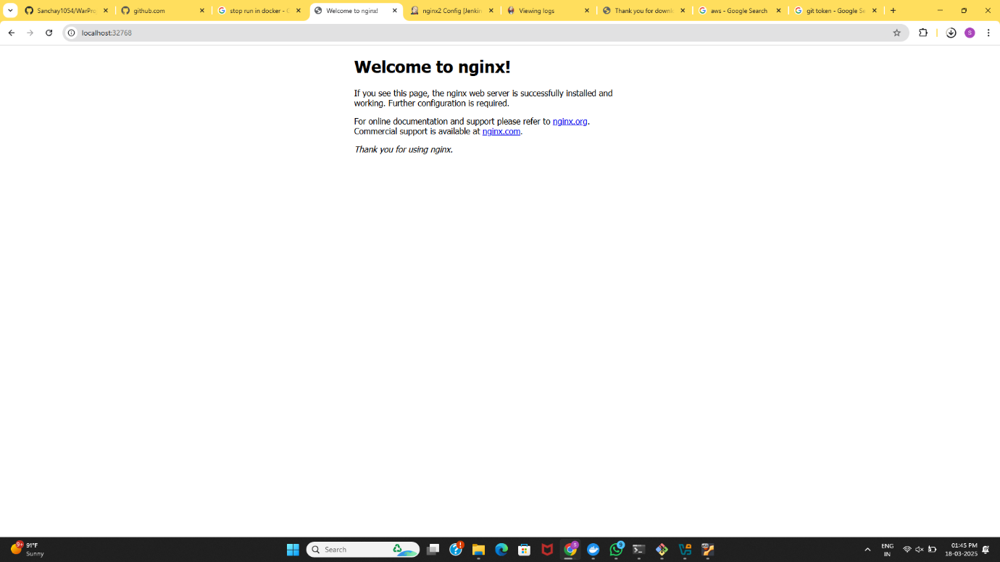 Sanchay1054/WarPro
github.com
stop run in docker - G
Welcome to nginx!
nginx2 Config [Jenkin
Viewing logs
Thank you for downl
aws - Google Search
git token - Google Se
localhost:32768
S
Welcome to nginx!
If you see this page, the nginx web server is successfully installed and
working. Further configuration is required.
For online documentation and support please refer to nginx.org.
Commercial support is available at nginx.com.
Thank you for using nginx.
9+
91°F
Sunny
Search
9
ENG
IN
01:45 PM
18-03-2025